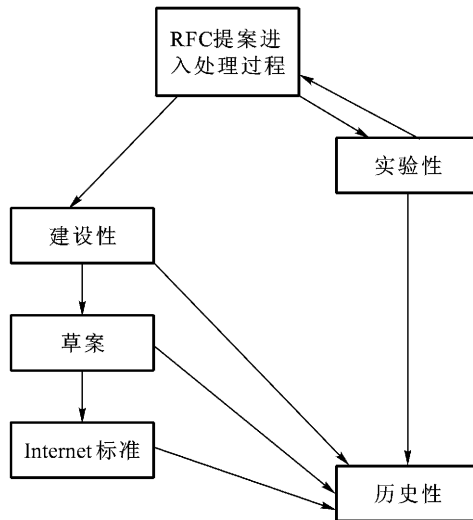 RFC提案进
入处理过程
实验性
建设性
草案
Internet标准
历史性